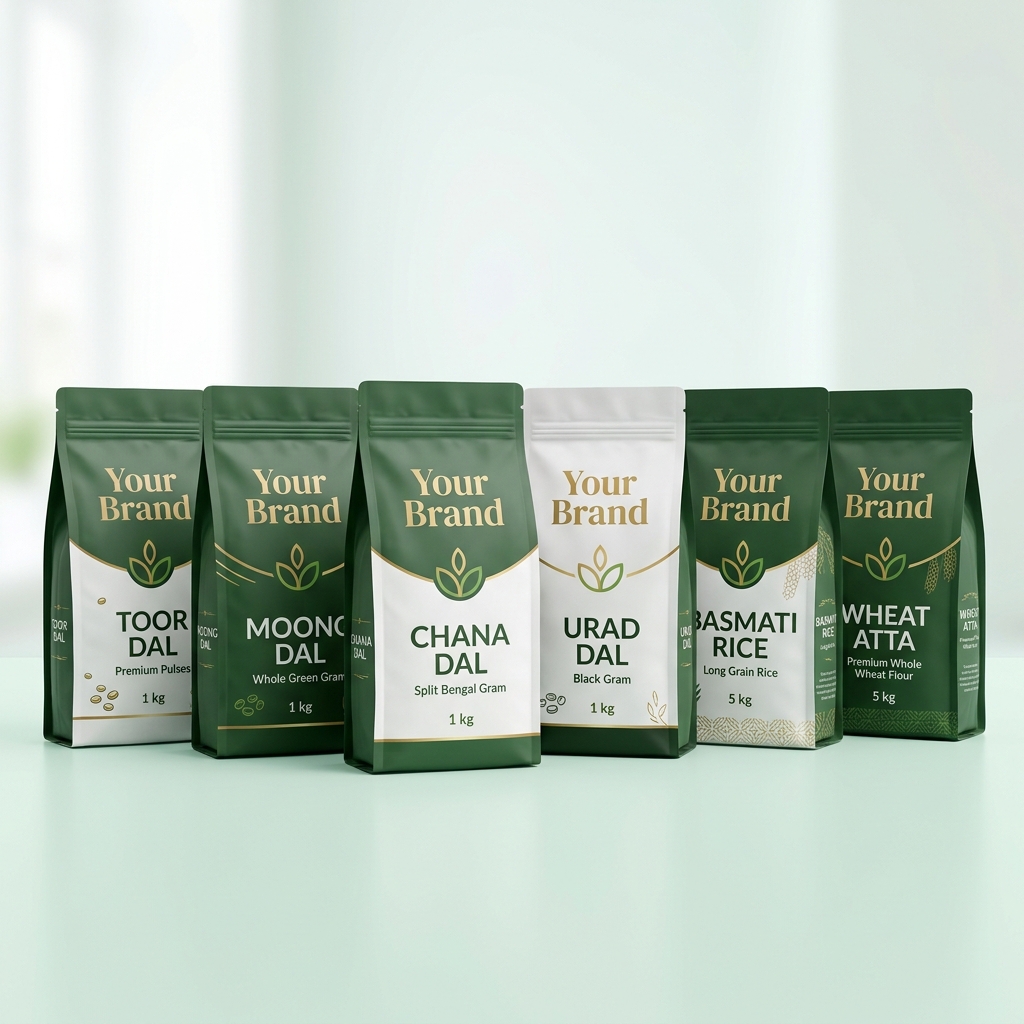 Your
Brand
TOOR
DAL
Premium Pulses
1 kg
TOOR
DAL
Your
Brand
MOONG
DAL
Whole Green Gram
1 kg
MOONG
DAL
Your
Brand
CHANA
DAL
Split Bengal Gram
1 kg
CHANA
DAL
Your
Brand
URAD
DAL
Black Gram
1 kg
URAD
DAL
Your
Brand
BASMATI
RICE
Long Grain Rice
5 kg
BASMATI
RICE
Your
Brand
WHEAT
ATTA
Premium Whole
Wheat Flour
5 kg
WHEAT
ATTA